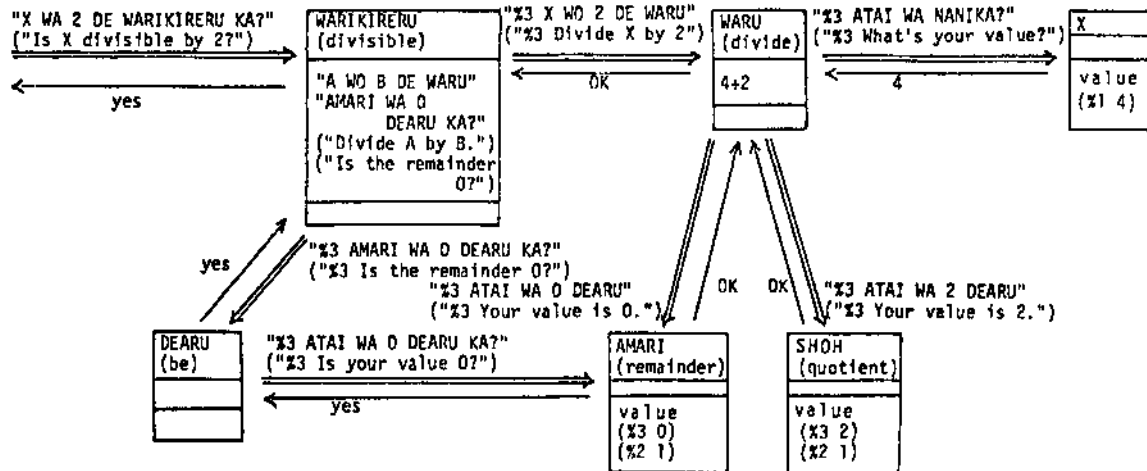 "X WA 2 DE WARIKIRERU KA?"
("Is X divisible by 2?")
yes
WARIKIRERU
(divisible)
"A WO B DE WARU"
"AMARI WA 0
DEARU KA?"
("Divide A by B.")
("Is the remainder
0?")
"%3 X WO 2 DE WARU"
("%3 Divide X by 2")
OK
WARU
(divide)
4+2
"%3 ATAI WA NANIKA?"
("%3 What's your value?")
4
X
value
(%1 4)
yes
"%3 AMARI WA 0 DEARU KA?"
("%3 Is the remainder 0?")
"%3 ATAI WA 0 DEARU"
("%3 Your value is 0.")
OK
OK
"%3 ATAI WA 2 DEARU"
("%3 Your value is 2.")
DEARU
(be)
"%3 ATAI WA 0 DEARU KA?"
("%3 Is your value 0?")
yes
AMARI
(remainder)
value
(%3 0)
(%2 1)
SHOH
(quotient)
value
(%3 2)
(%2 1)